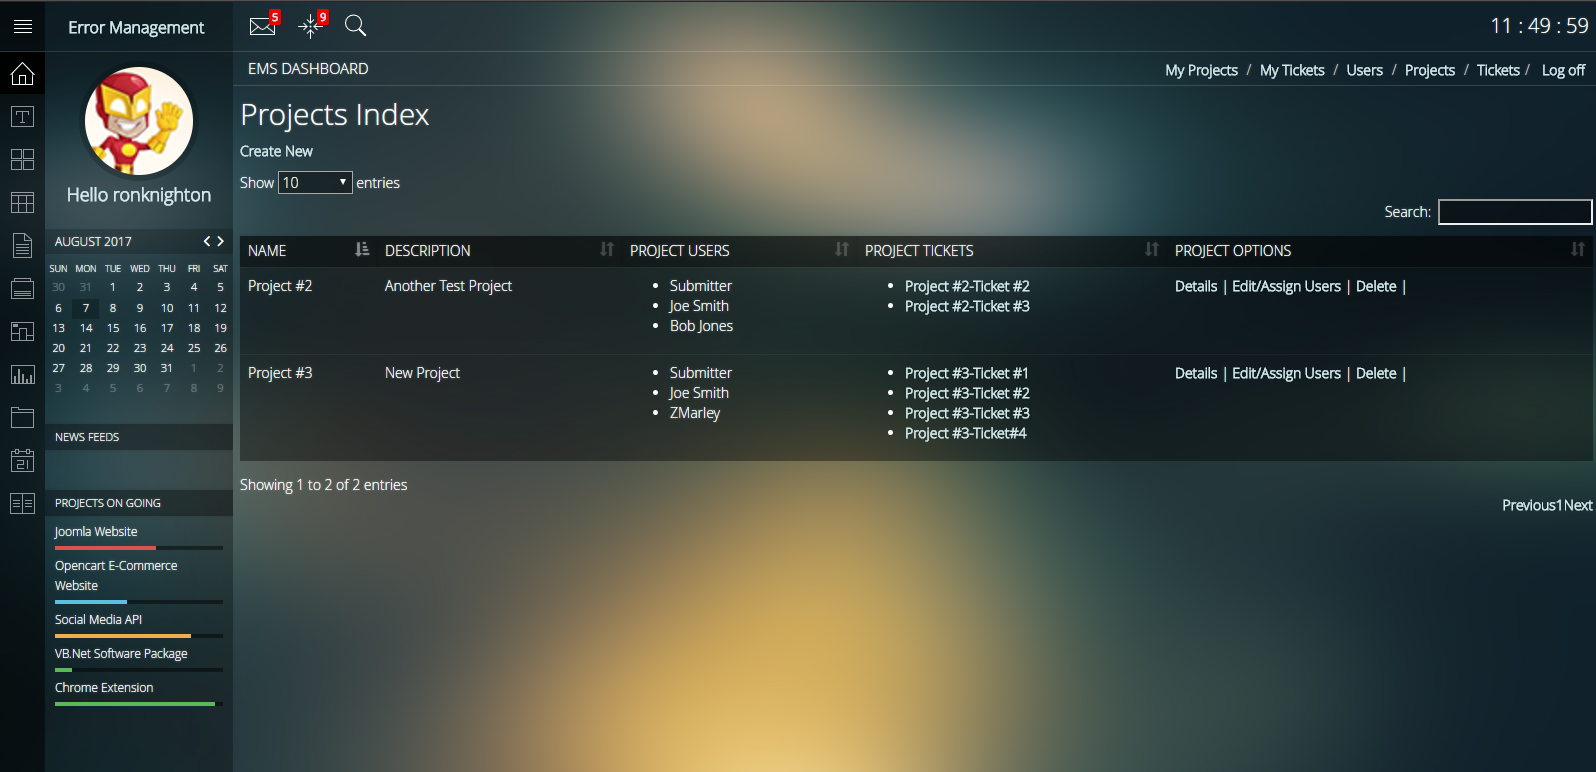 Error Management
5
9
11 : 49 : 59
EMS DASHBOARD
My Projects / My Tickets / Users / Projects / Tickets / Log off
Hello ronknighton
AUGUST 2017
SUN MON TUE WED THU FRI SAT
30 31 1 2 3 4 5
6 7 8 9 10 11 12
13 14 15 16 17 18 19
20 21 22 23 24 25 26
27 28 29 30 31 1 2
3 4 5 6 7 8 9
NEWS FEEDS
PROJECTS ON GOING
Joomla Website
Opencart E-Commerce
Website
Social Media API
VB.Net Software Package
Chrome Extension
T
21
Projects Index
Create New
Show 10 entries
Search:
NAME DESCRIPTION PROJECT USERS PROJECT TICKETS PROJECT OPTIONS
Project #2 Another Test Project • Submitter • Project #2-Ticket #2 Details | Edit/Assign Users | Delete |
• Joe Smith • Project #2-Ticket #3
• Bob Jones
Project #3 New Project • Submitter • Project #3-Ticket #1 Details | Edit/Assign Users | Delete |
• Joe Smith • Project #3-Ticket #2
• ZMarley • Project #3-Ticket #3
• Project #3-Ticket#4
Showing 1 to 2 of 2 entries
Previous1Next